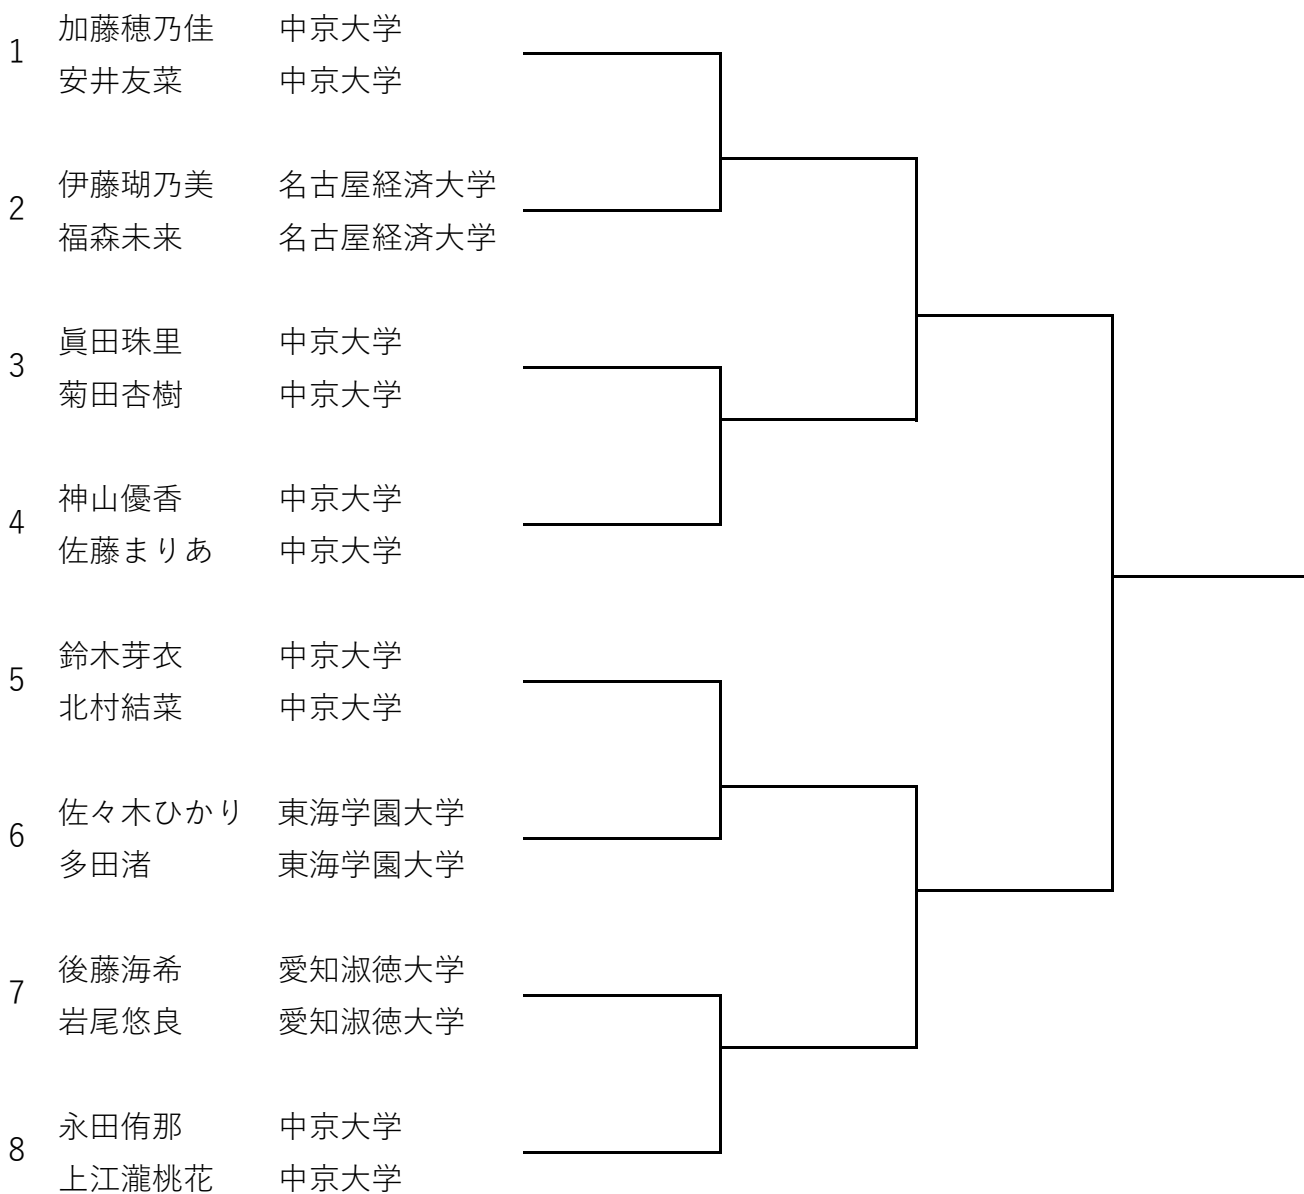 1
加藤穂乃佳 中京大学
安井友菜 中京大学
2
伊藤瑚乃美 名古屋経済大学
福森未来 名古屋経済大学
3
眞田珠里 中京大学
菊田杏樹 中京大学
4
神山優香 中京大学
佐藤まりあ 中京大学
5
鈴木芽衣 中京大学
北村結菜 中京大学
6
佐々木ひかり 東海学園大学
多田渚 東海学園大学
7
後藤海希 愛知淑徳大学
岩尾悠良 愛知淑徳大学
8
永田侑那 中京大学
上江瀧桃花 中京大学